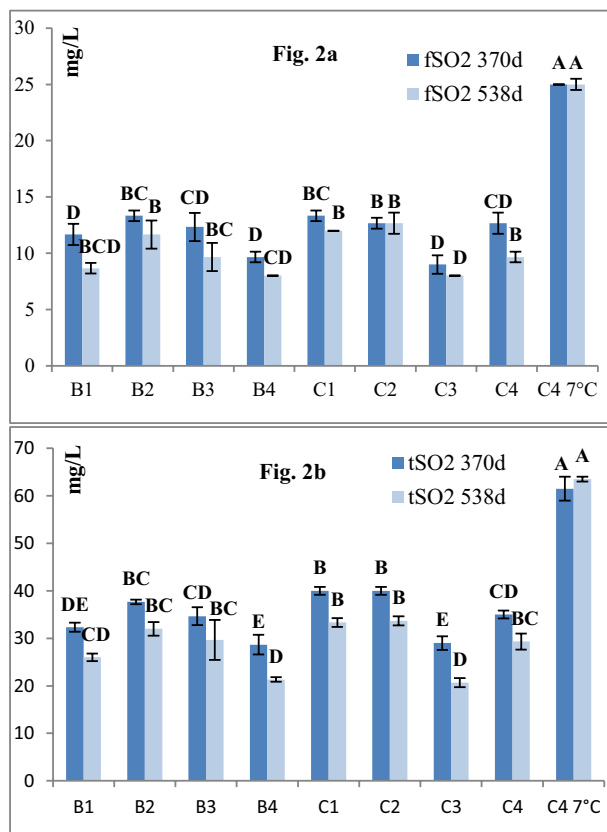 mg/L
Fig. 2a
fSO2 370d
fSO2 538d
30
25
20
15
10
5
0
D BCD BC B CD BC D CD BC B B B D D CD B A A
B1 B2 B3 B4 C1 C2 C3 C4 C4 7°C
mg/L
Fig. 2b
tSO2 370d
tSO2 538d
70
60
50
40
30
20
10
0
DE CD BC BC CD BC E D B B B B E D CD BC A A
B1 B2 B3 B4 C1 C2 C3 C4 C4 7°C